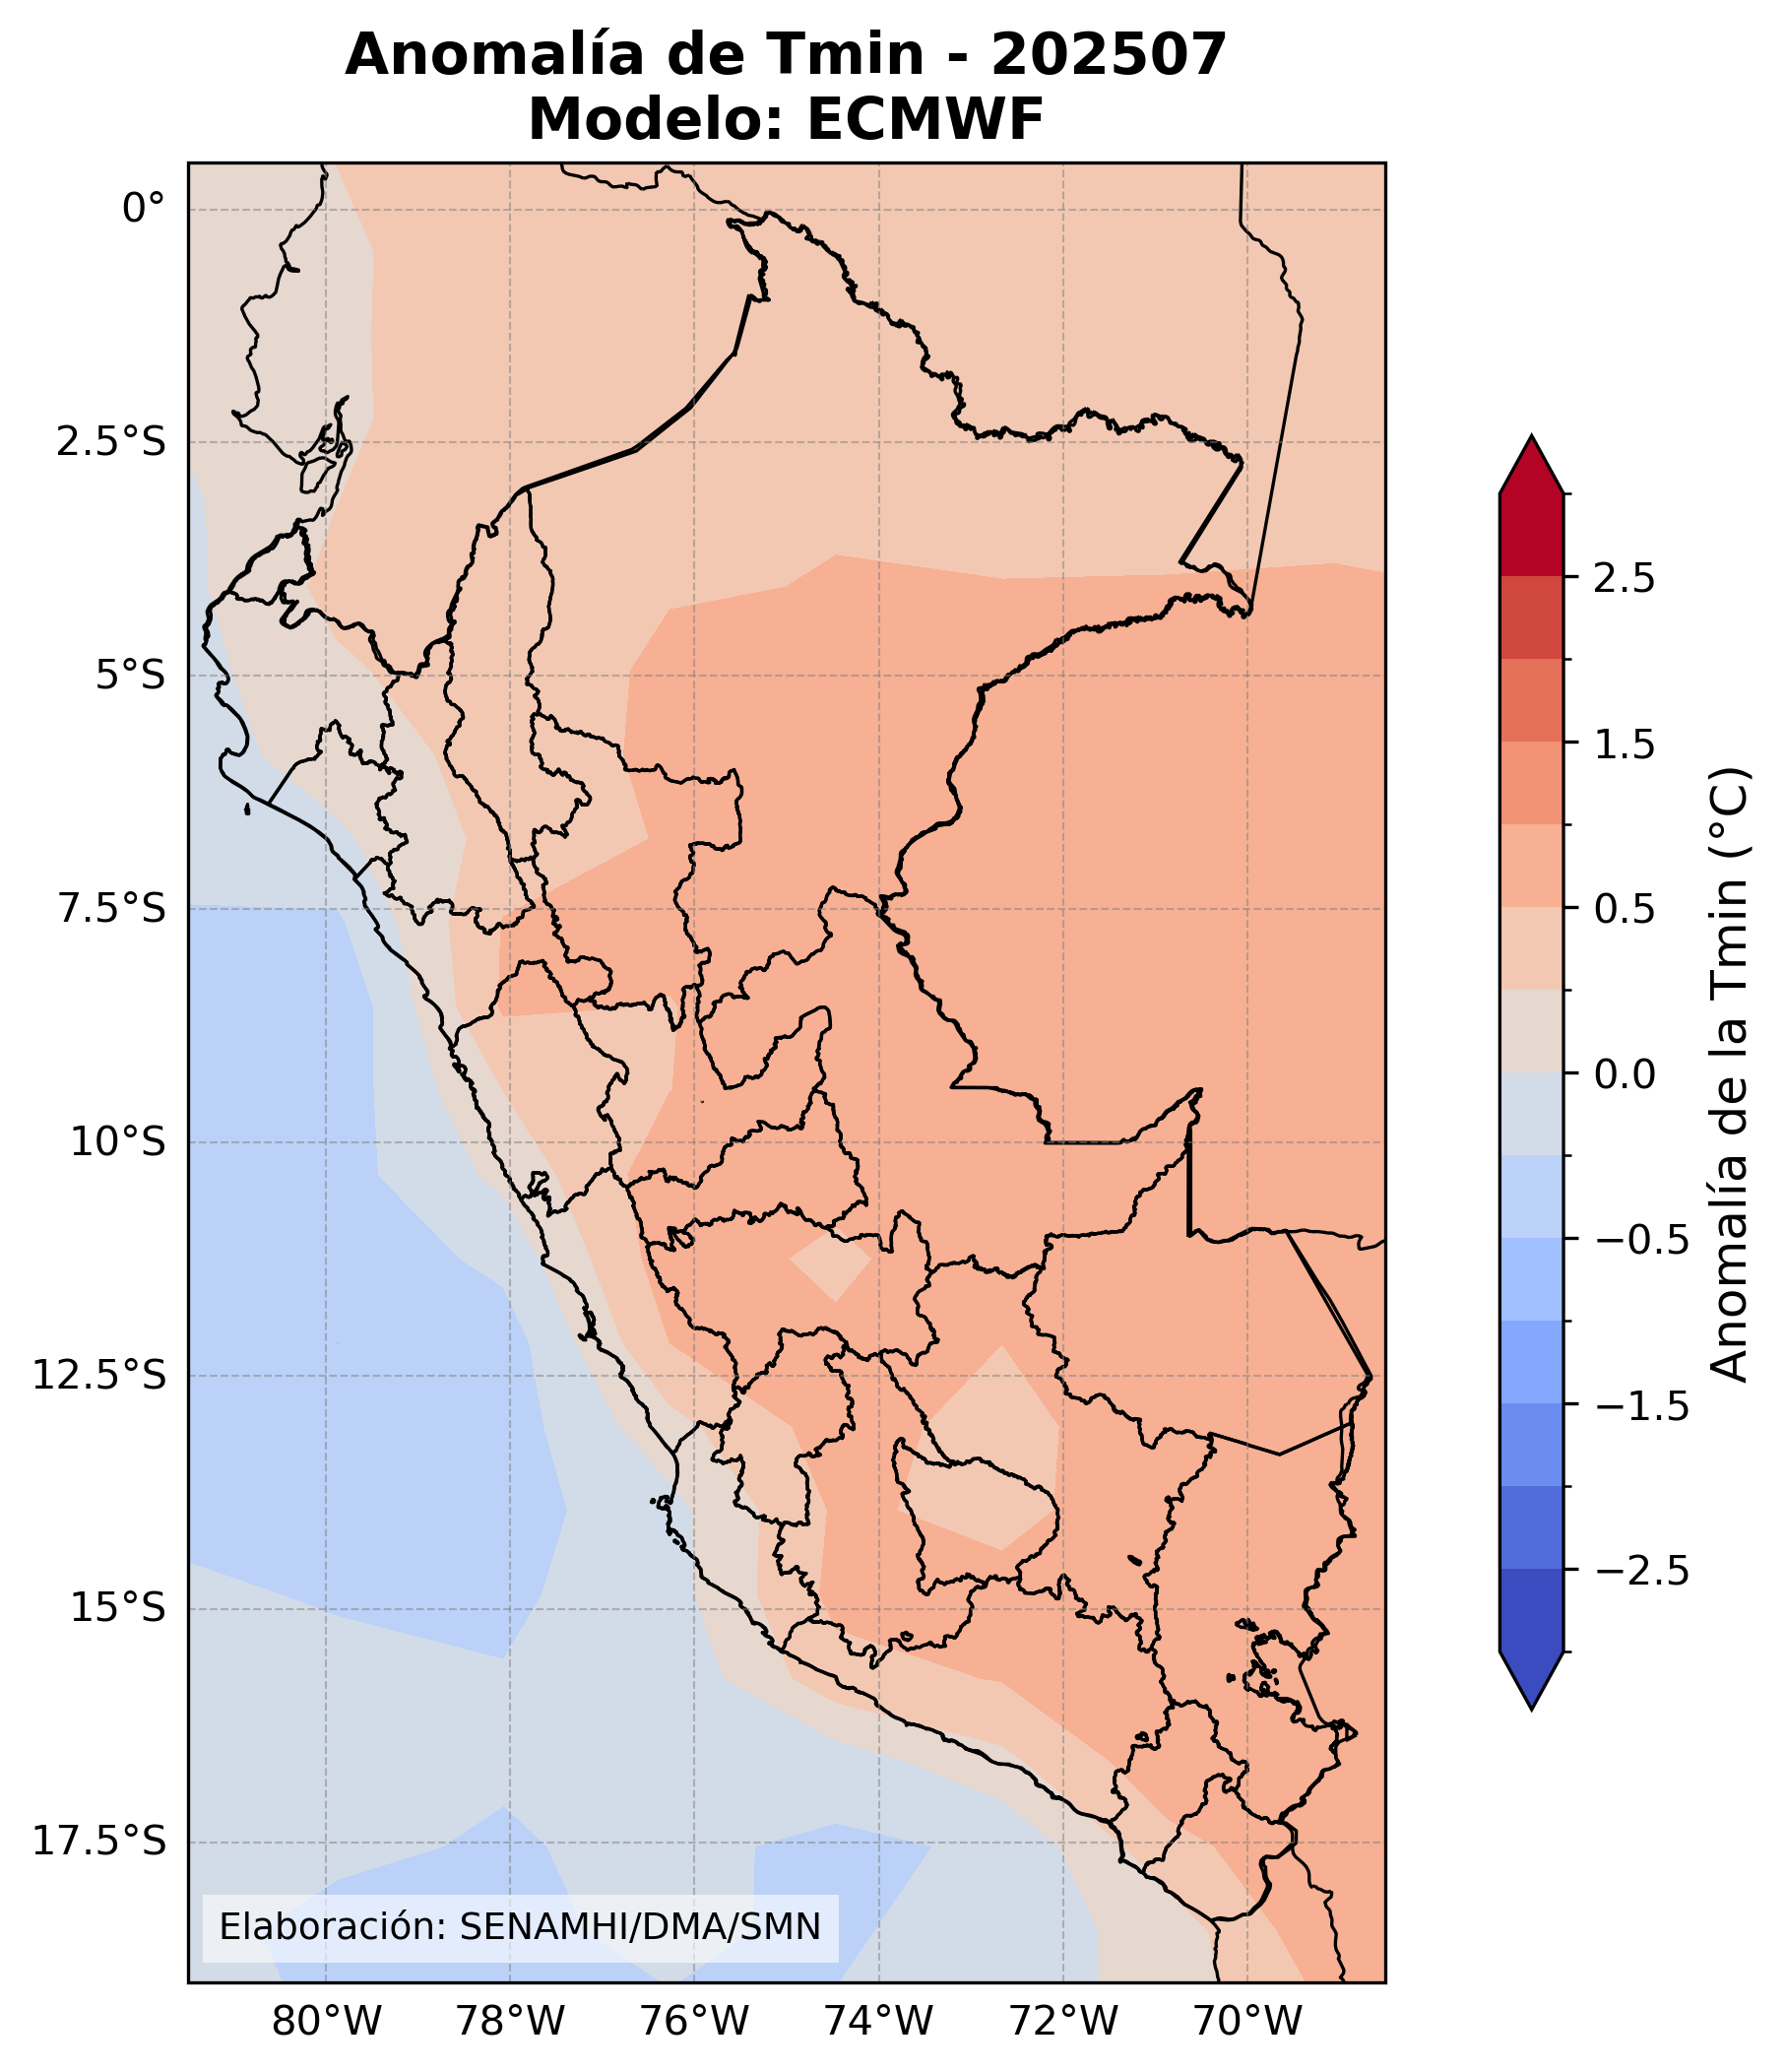 Anomalía de Tmin - 202507
Modelo: ECMWF
0°
2.5°S
5°S
7.5°S
10°S
12.5°S
15°S
17.5°S
80°W
78°W
76°W
74°W
72°W
70°W
Elaboración: SENAMHI/DMA/SMN
2.5
1.5
0.5
0.0
−0.5
−1.5
−2.5
Anomalía de la Tmin (°C)